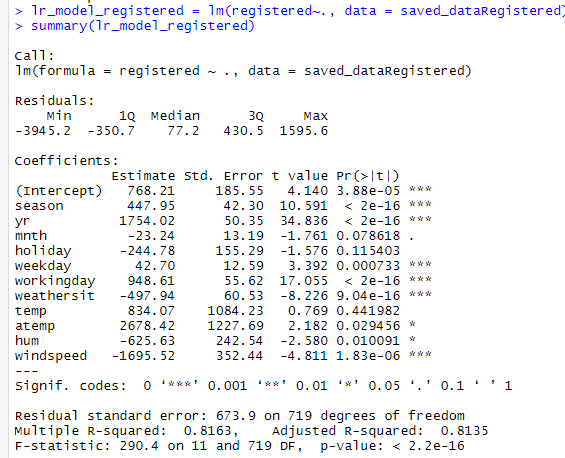 > lr_model_registered = lm(registered~., data = saved_dataRegistered)
> summary(lr_model_registered)
Call:
lm(formula = registered ~ ., data = saved_dataRegistered)
Residuals:
    Min      1Q  Median      3Q     Max
-3945.2  -350.7    77.2   430.5  1595.6
Coefficients:
            Estimate Std. Error t value Pr(>|t|)
(Intercept)   768.21     185.55   4.140 3.88e-05 ***
season        447.95      42.30  10.591  < 2e-16 ***
yr           1754.02      50.35  34.836  < 2e-16 ***
mnth          -23.24      13.19  -1.761 0.078618 .
holiday      -244.78     155.29  -1.576 0.115403
weekday        42.70      12.59   3.392 0.000733 ***
workingday    948.61      55.62  17.055  < 2e-16 ***
weathersit   -497.94      60.53  -8.226 9.04e-16 ***
temp          834.07    1084.23   0.769 0.441982
atemp        2678.42    1227.69   2.182 0.029456 *
hum          -625.63     242.54  -2.580 0.010091 *
windspeed   -1695.52     352.44  -4.811 1.83e-06 ***
---
Signif. codes:  0 ‘***’ 0.001 ‘**’ 0.01 ‘*’ 0.05 ‘.’ 0.1 ‘ ’ 1
Residual standard error: 673.9 on 719 degrees of freedom
Multiple R-squared:  0.8163,    Adjusted R-squared:  0.8135
F-statistic: 290.4 on 11 and 719 DF,  p-value: < 2.2e-16